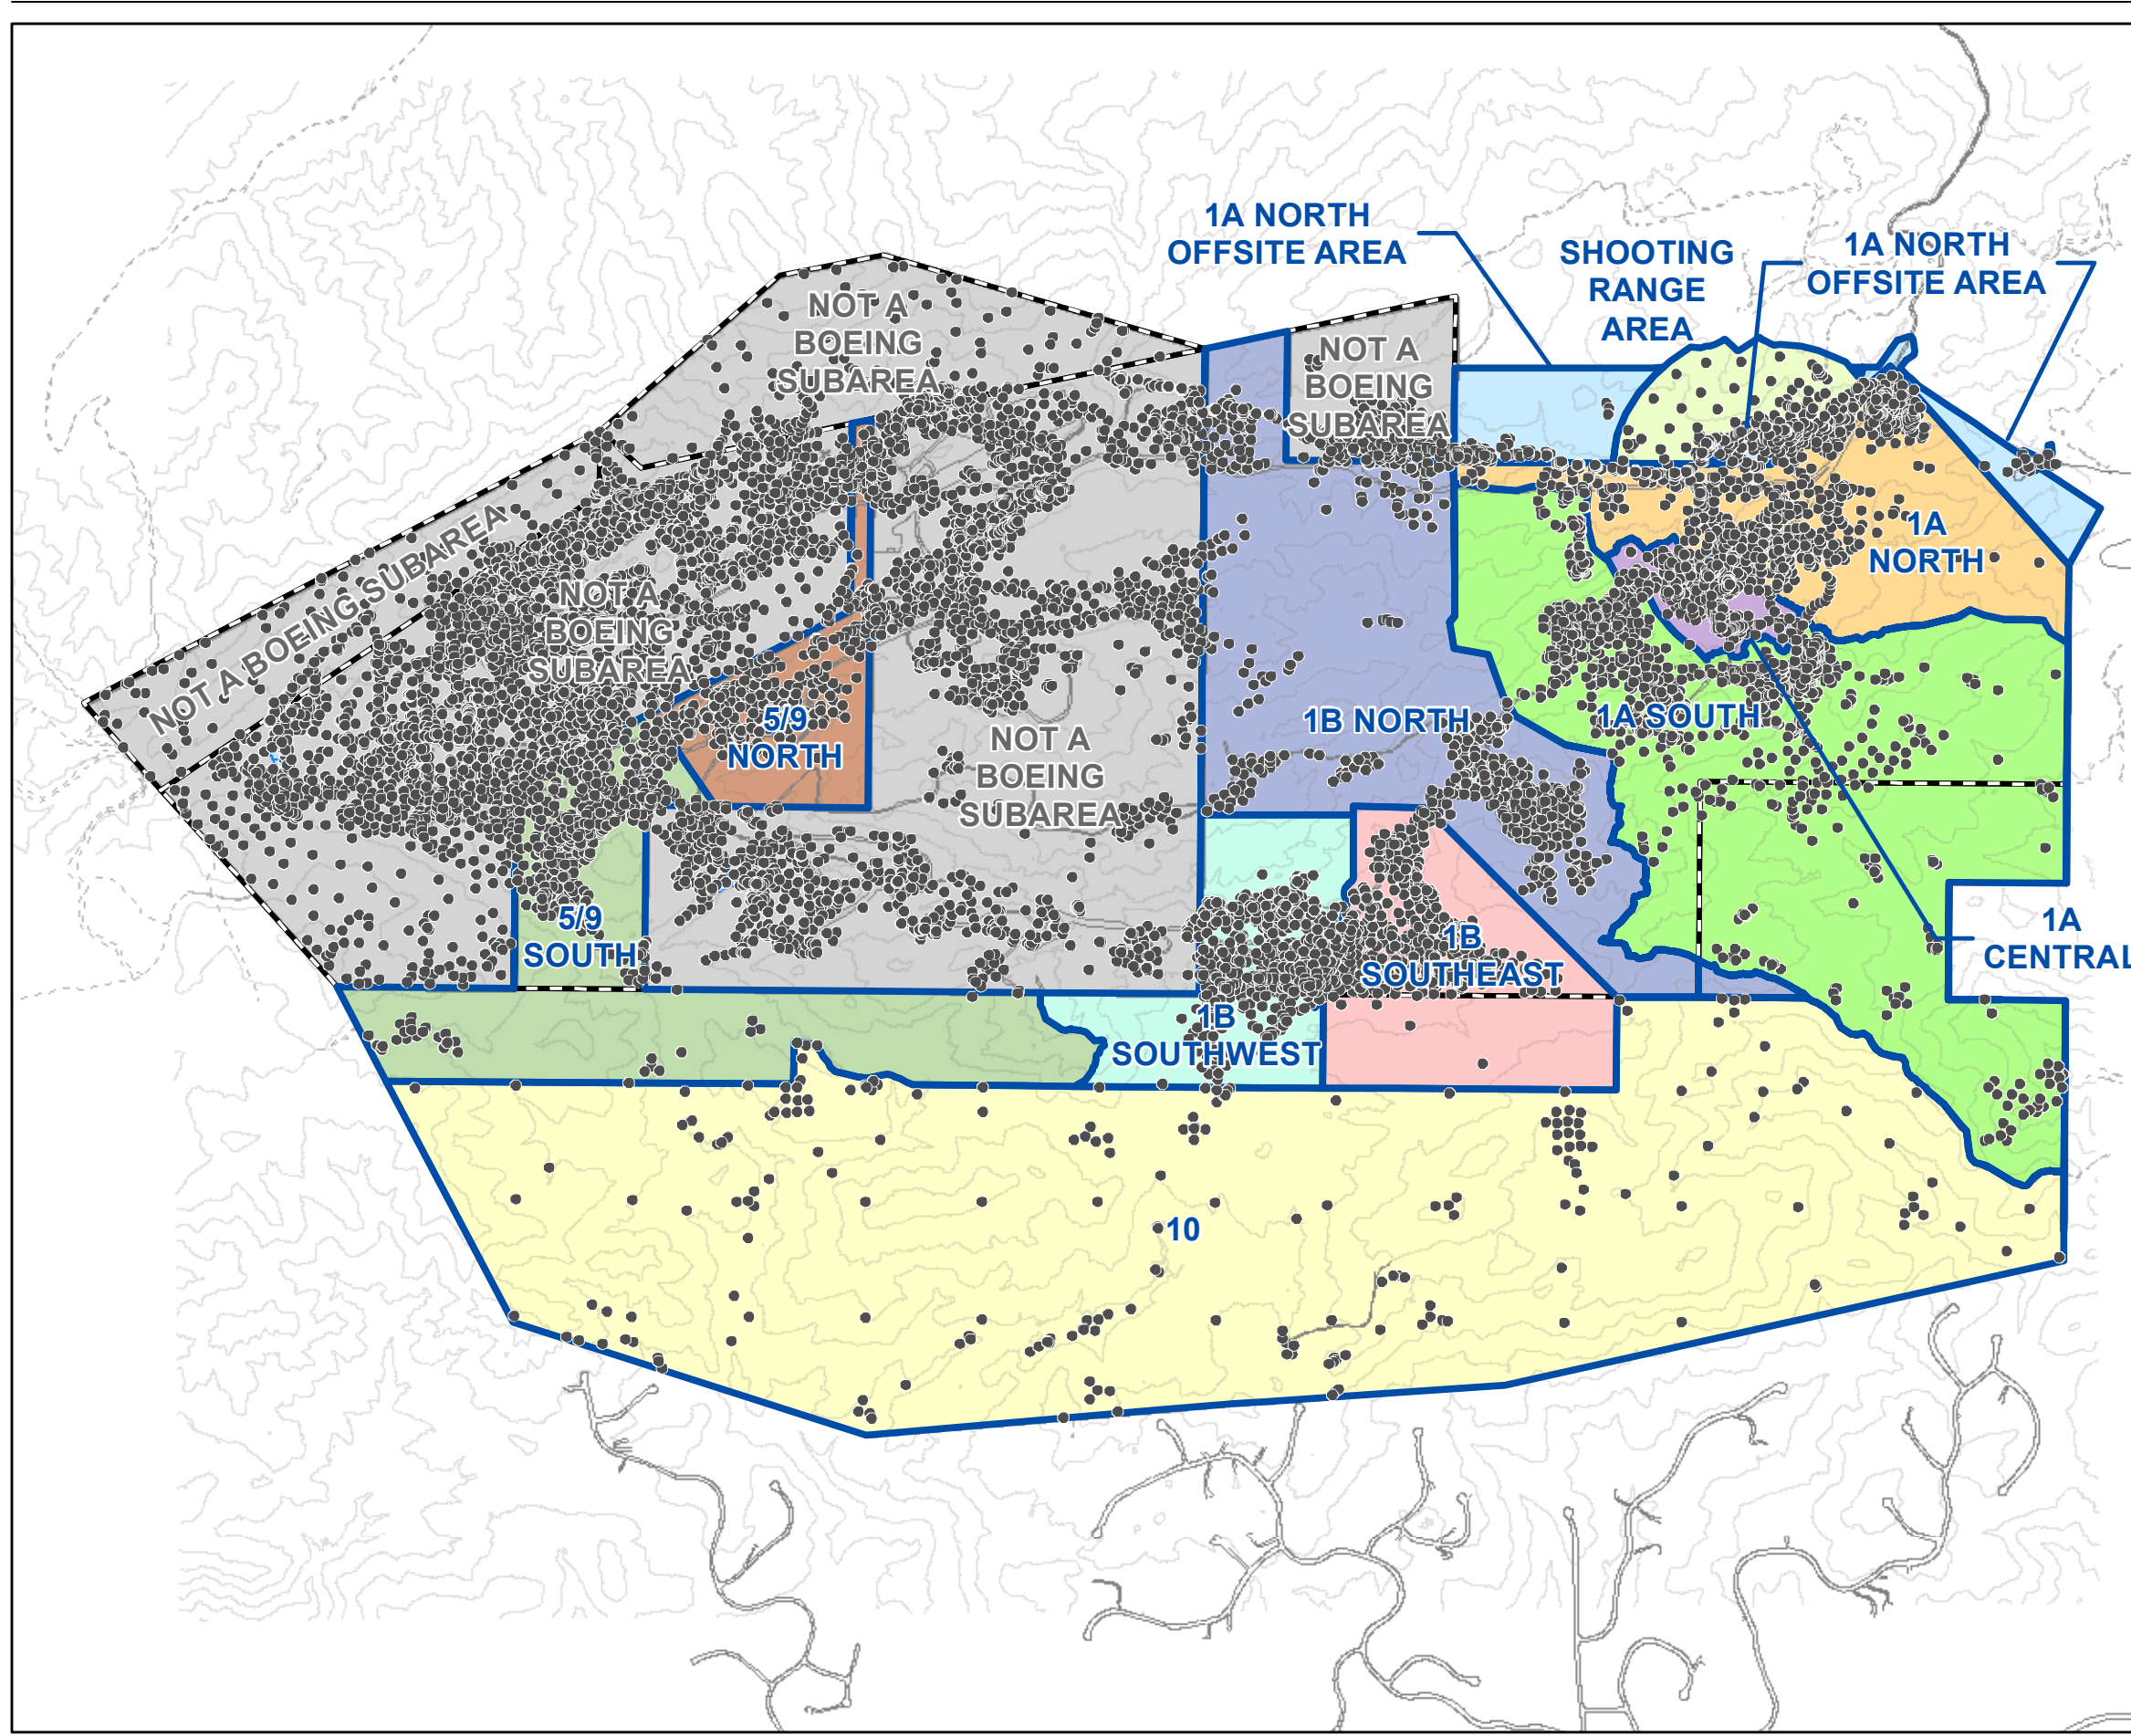 1A NORTH
OFFSITE AREA
SHOOTING
RANGE
AREA
1A NORTH
OFFSITE AREA
NOT A
BOEING
SUBAREA
NOT A
BOEING
SUBAREA
NOT A BOEING SUBAREA
NOT A
BOEING
SUBAREA
1A
NORTH
5/9
NORTH
NOT A
BOEING
SUBAREA
1B NORTH
1A SOUTH
5/9
SOUTH
1B
SOUTHEAST
1A
CENTRAL
1B
SOUTHWEST
10